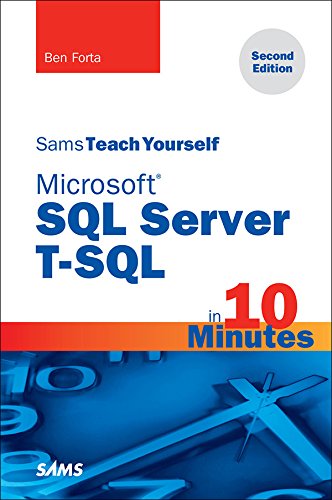 Ben Forta
Second
Edition
Sams Teach Yourself
Microsoft®
SQL Server
T-SQL
in 10
Minutes
SAMS